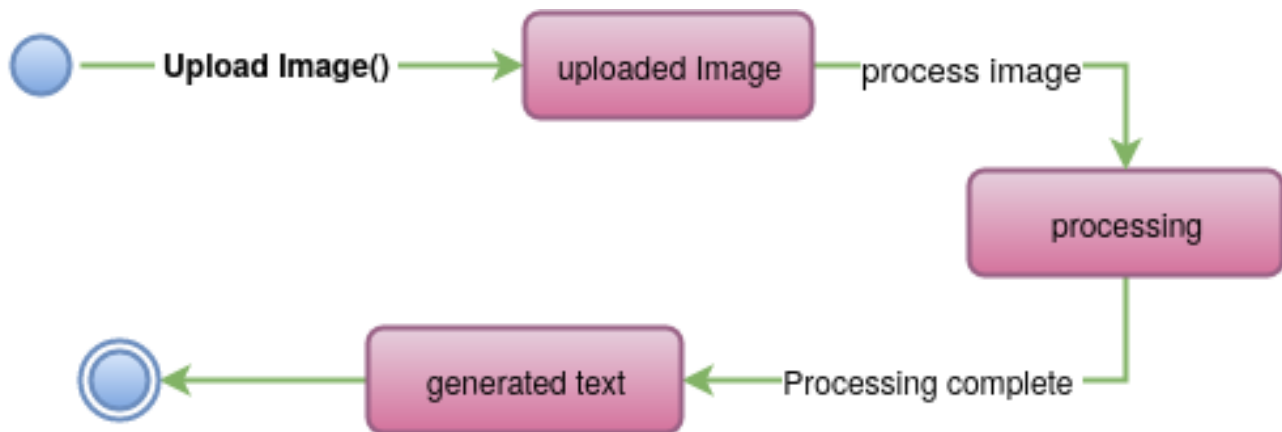 Upload Image()
uploaded Image
process image
processing
Processing complete
generated text